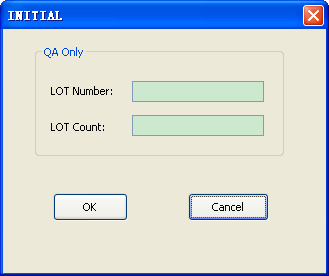 INITIAL
QA Only
LOT Number:
LOT Count:
OK Cancel